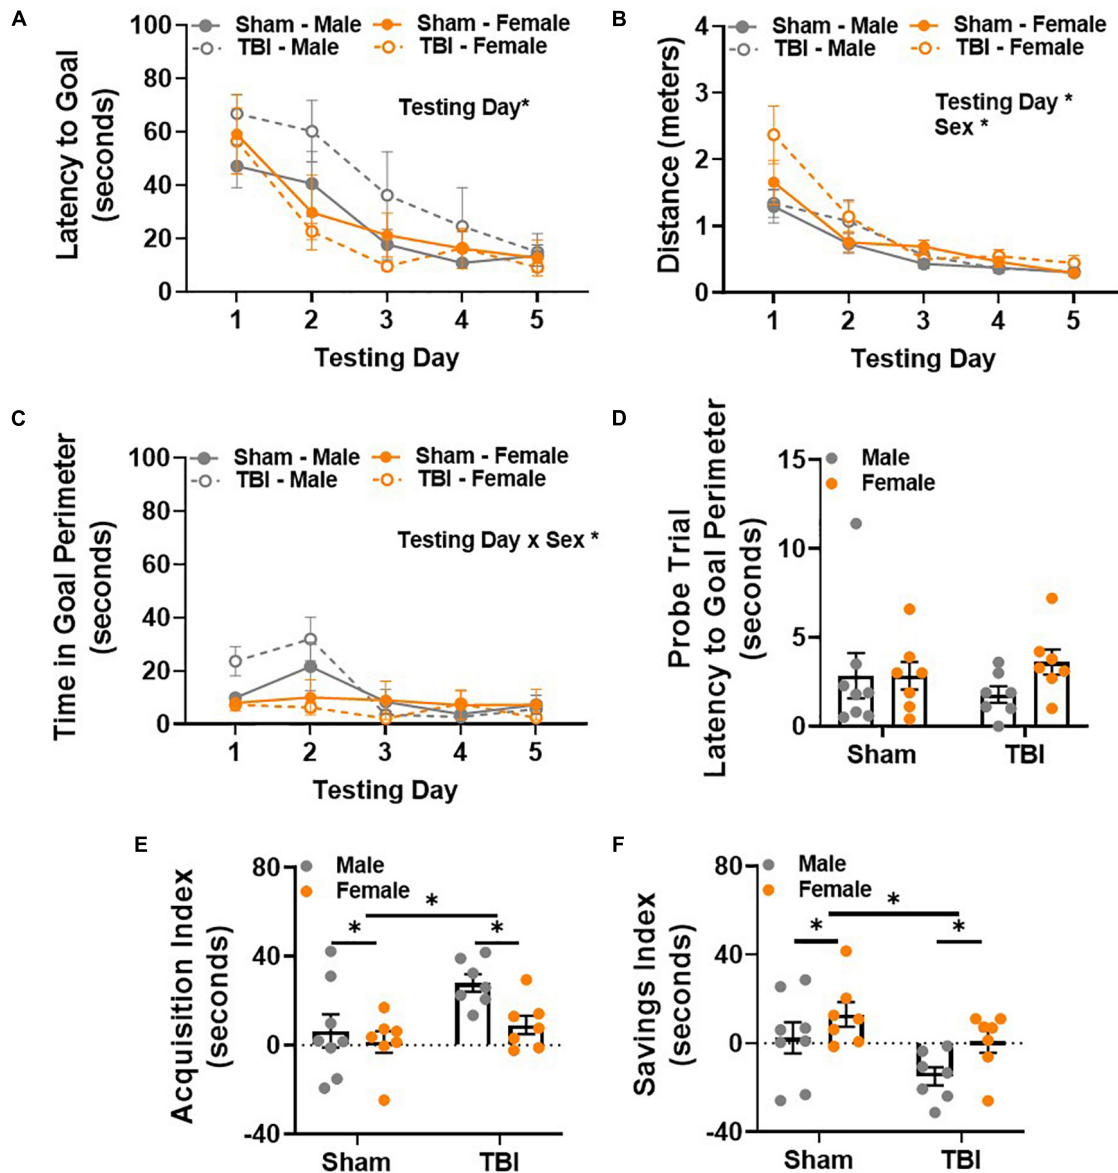 A
Latency to Goal
(seconds)
100
80
60
40
20
0
Sham - Male
Sham - Female
TBI - Male
TBI - Female
Testing Day*
1 2 3 4 5
Testing Day
B
Distance (meters)
4
3
2
1
0
Sham - Male
Sham - Female
TBI - Male
TBI - Female
Testing Day *
Sex *
1 2 3 4 5
Testing Day
C
Time in Goal Perimeter
(seconds)
100
80
60
40
20
0
Sham - Male
Sham - Female
TBI - Male
TBI - Female
Testing Day x Sex *
1 2 3 4 5
Testing Day
D
Probe Trial
Latency to Goal Perimeter
(seconds)
15
10
5
0
Male
Female
Sham TBI
E
Acquisition Index
(seconds)
80
40
0
-40
Male
Female
*
* *
Sham TBI
F
Savings Index
(seconds)
80
40
0
-40
Male
Female
*
* *
Sham TBI